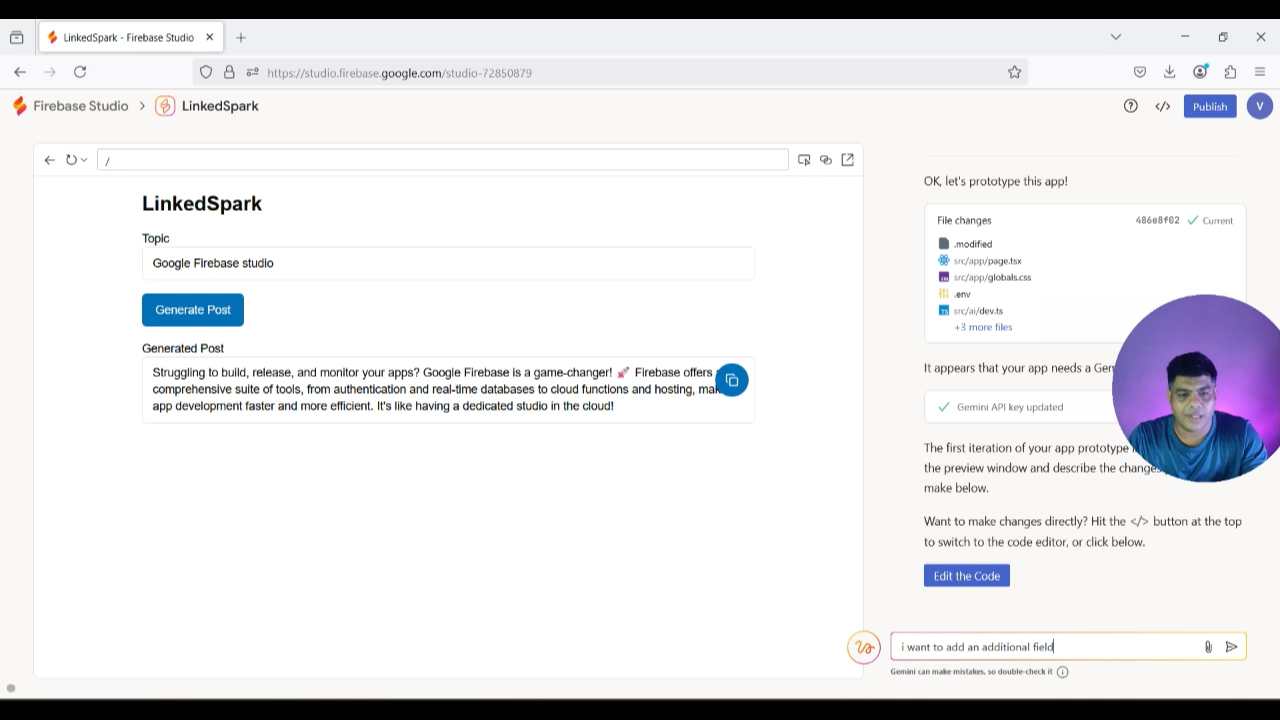 LinkedSpark - Firebase Studio
https://studio.firebase.google.com/studio-72850879
Firebase Studio > LinkedSpark
Publish
V
/
LinkedSpark
Topic
Google Firebase studio
Generate Post
Generated Post
Struggling to build, release, and monitor your apps? Google Firebase is a game-changer! 🚀 Firebase offers
comprehensive suite of tools, from authentication and real-time databases to cloud functions and hosting,
app development faster and more efficient. It's like having a dedicated studio in the cloud!
OK, let's prototype this app!
File changes
486e8f02 ✓ Current
.modified
src/app/page.tsx
src/app/globals.css
.env
src/ai/dev.ts
+3 more files
It appears that your app needs a
Gemini API key updated
The first iteration of your app prototype
the preview window and describe the
make below.
Want to make changes directly? Hit the </> button at the top
to switch to the code editor, or click below.
Edit the Code
i want to add an additional field
Gemini can make mistakes, so double-check it